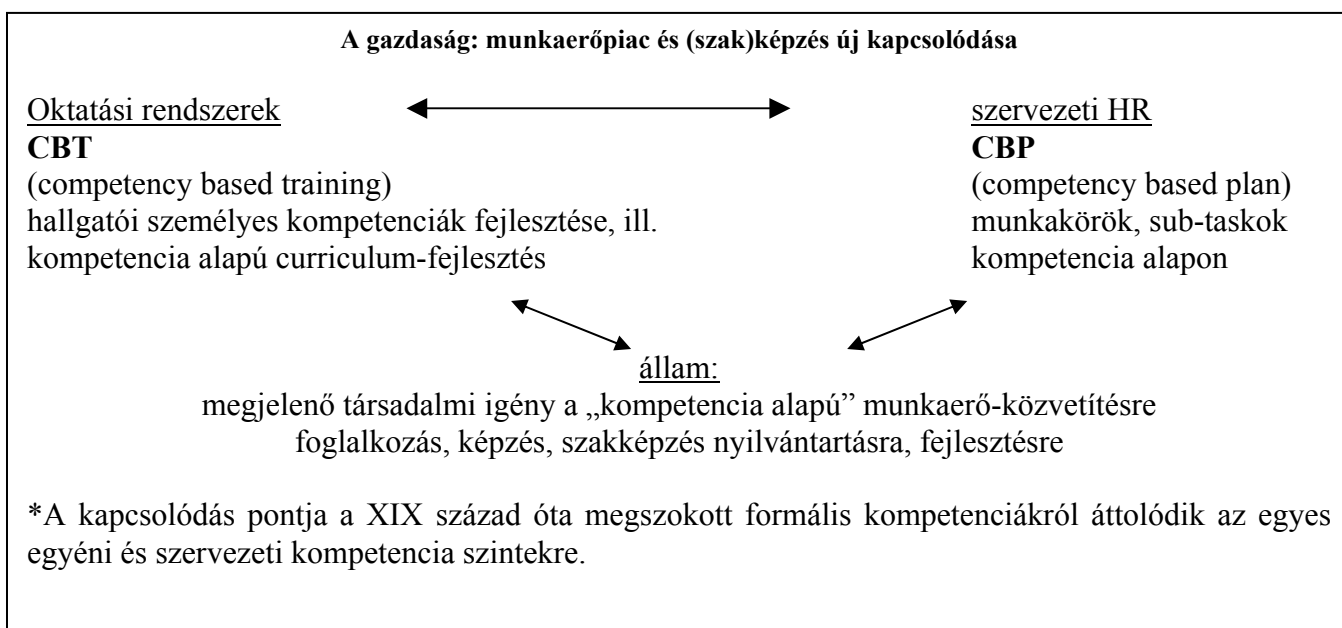 A gazdaság: munkaerőpiac és (szak)képzés új kapcsolódása
Oktatási rendszerek
CBT
(competency based training)
hallgatói személyes kompetenciák fejlesztése, ill.
kompetencia alapú curriculum-fejlesztés
szervezeti HR
CBP
(competency based plan)
munkakörök, sub-taskok
kompetencia alapon
állam:
megjelenő társadalmi igény a „kompetencia alapú” munkaerő-közvetítésre
foglalkozás, képzés, szakképzés nyilvántartásra, fejlesztésre
*A kapcsolódás pontja a XIX század óta megszokott formális kompetenciákról áttolódik az egyes
egyéni és szervezeti kompetencia szintekre.